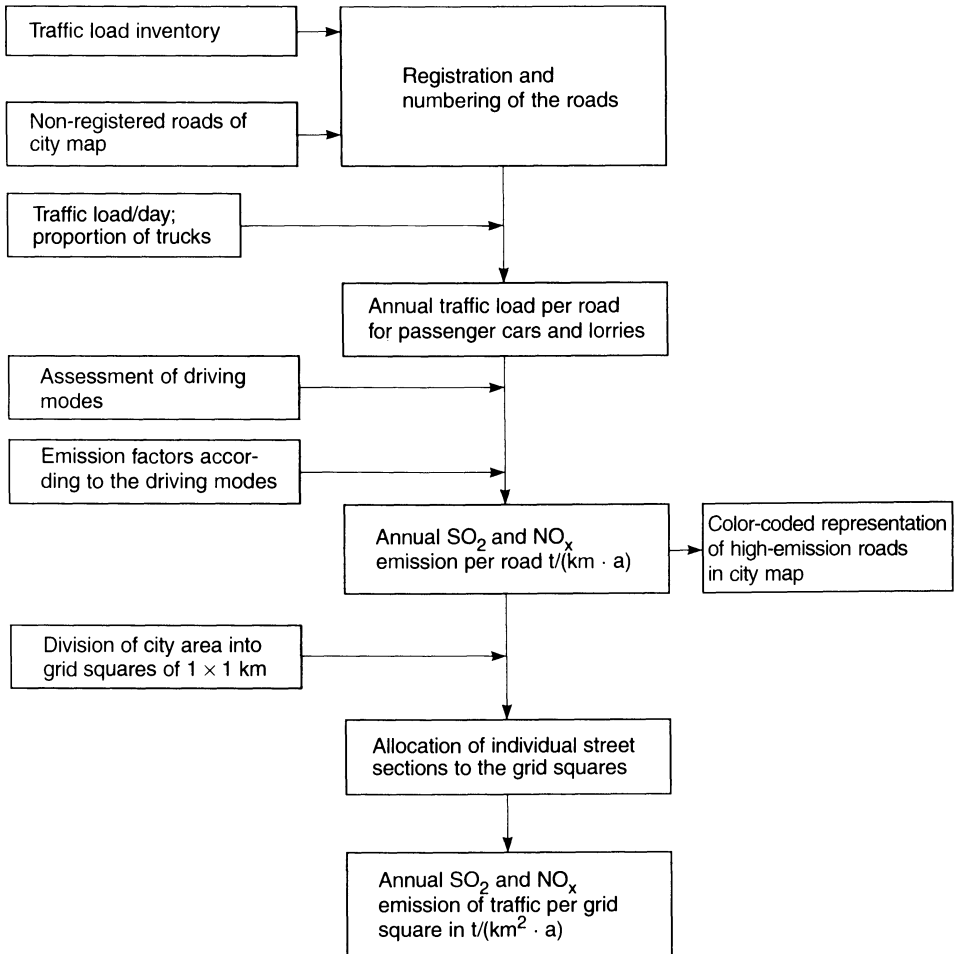 Traffic load inventory
Registration and
numbering of the roads
Non-registered roads of
city map
Traffic load/day;
proportion of trucks
Annual traffic load per road
for passenger cars and lorries
Assessment of driving
modes
Emission factors accor-
ding to the driving modes
Annual SO₂ and NOₓ
emission per road t/(km · a)
Color-coded representation
of high-emission roads
in city map
Division of city area into
grid squares of 1 × 1 km
Allocation of individual street
sections to the grid squares
Annual SO₂ and NOₓ
emission of traffic per grid
square in t/(km² · a)